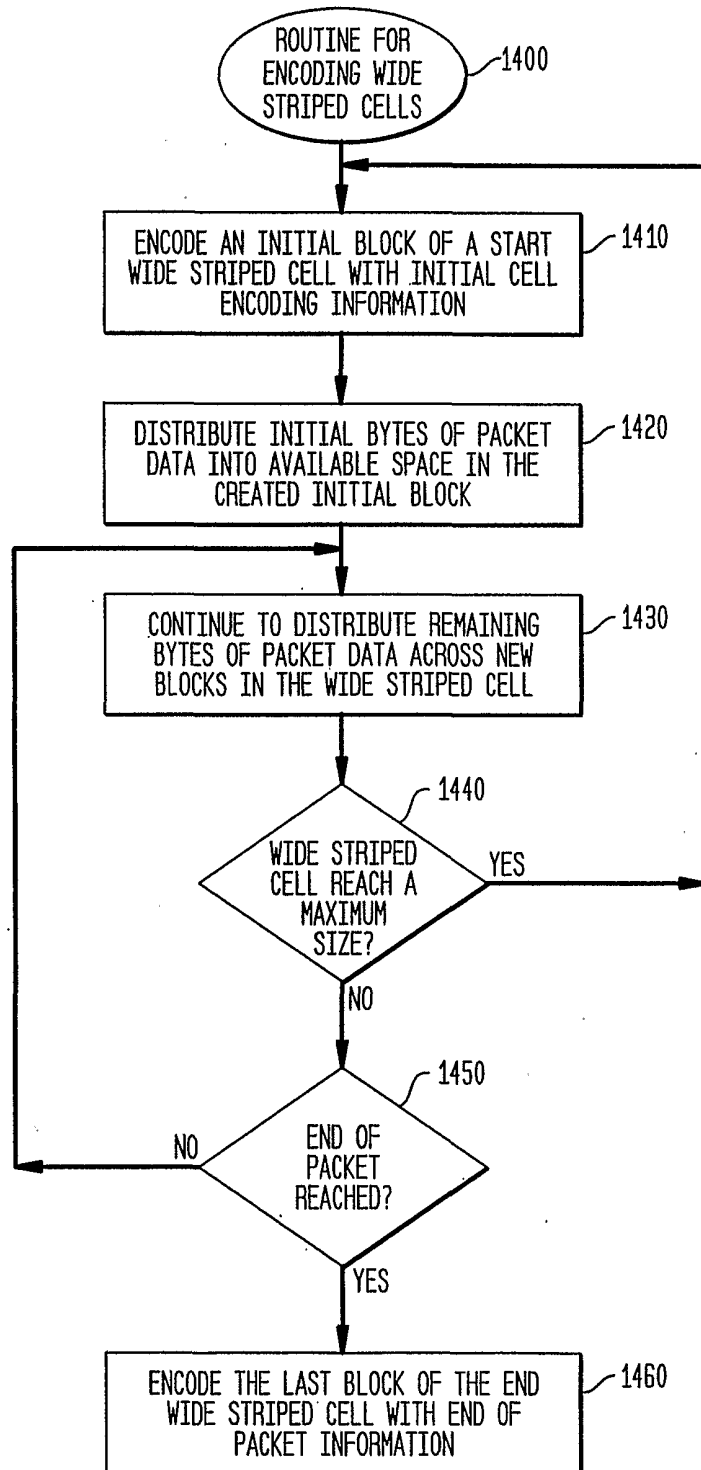 ROUTINE FOR
ENCODING WIDE
STRIPED CELLS
1400
ENCODE AN INITIAL BLOCK OF A START
WIDE STRIPED CELL WITH INITIAL CELL
ENCODING INFORMATION
1410
DISTRIBUTE INITIAL BYTES OF PACKET
DATA INTO AVAILABLE SPACE IN THE
CREATED INITIAL BLOCK
1420
CONTINUE TO DISTRIBUTE REMAINING
BYTES OF PACKET DATA ACROSS NEW
BLOCKS IN THE WIDE STRIPED CELL
1430
1440
WIDE STRIPED
CELL REACH A
MAXIMUM
SIZE?
YES
NO
1450
END OF
PACKET
REACHED?
NO
YES
ENCODE THE LAST BLOCK OF THE END
WIDE STRIPED CELL WITH END OF
PACKET INFORMATION
1460